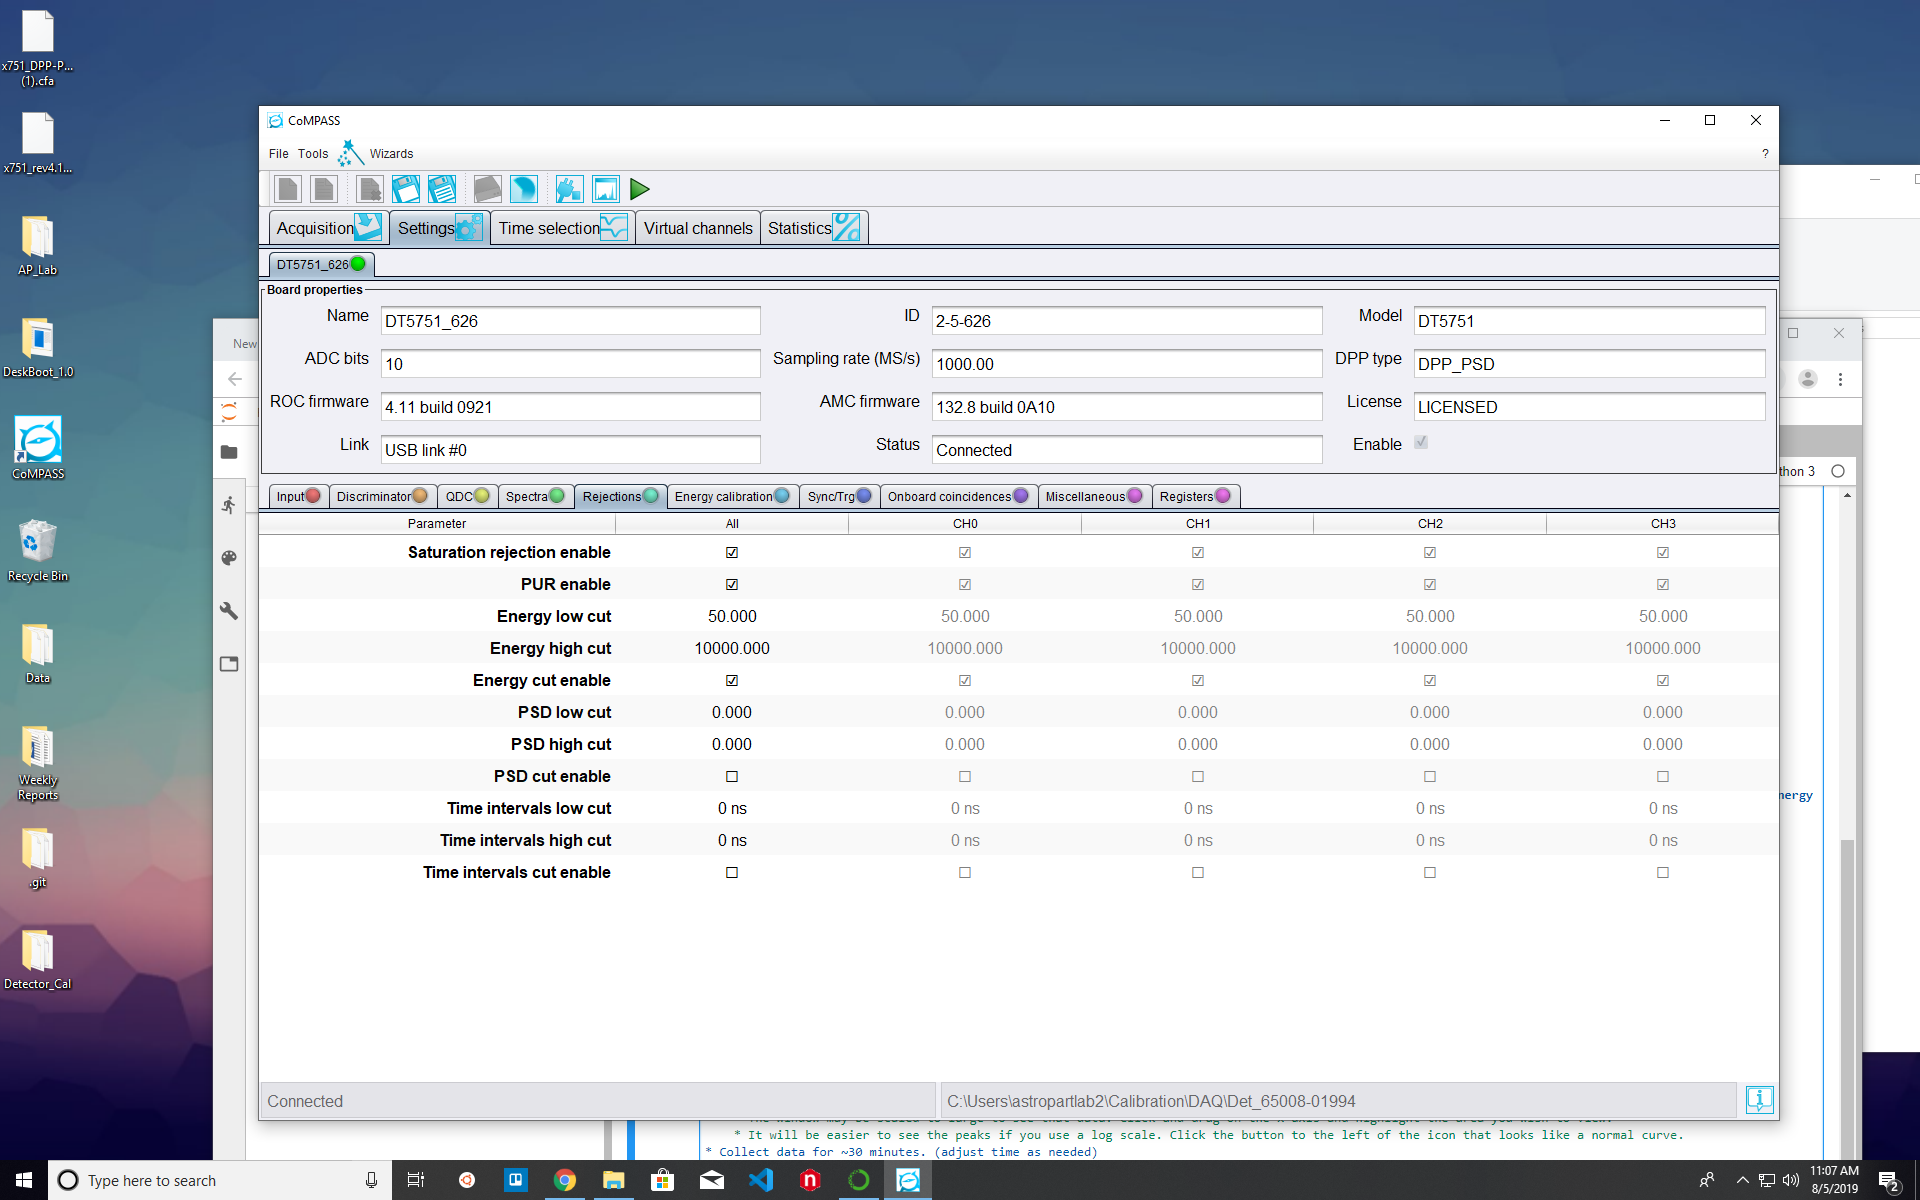 x751_DPP-P...
(1).cfa
x751_rev4.1...
AP_Lab
DeskBoot_1.0
CoMPASS
Recycle Bin
Data
Weekly
Reports
.git
Detector_Cal
CoMPASS
File Tools Wizards ?
Acquisition Settings Time selection Virtual channels Statistics
DT5751_626
Board properties
Name DT5751_626 ID 2-5-626 Model DT5751
ADC bits 10 Sampling rate (MS/s) 1000.00 DPP type DPP_PSD
ROC firmware 4.11 build 0921 AMC firmware 132.8 build 0A10 License LICENSED
Link USB link #0 Status Connected Enable
Input Discriminator QDC Spectra Rejections Energy calibration Sync/Trg Onboard coincidences Miscellaneous Registers
Parameter All CH0 CH1 CH2 CH3
Saturation rejection enable
PUR enable
Energy low cut 50.000 50.000 50.000 50.000 50.000
Energy high cut 10000.000 10000.000 10000.000 10000.000 10000.000
Energy cut enable
PSD low cut 0.000 0.000 0.000 0.000 0.000
PSD high cut 0.000 0.000 0.000 0.000 0.000
PSD cut enable
Time intervals low cut 0 ns 0 ns 0 ns 0 ns 0 ns
Time intervals high cut 0 ns 0 ns 0 ns 0 ns 0 ns
Time intervals cut enable
Connected C:\Users\astropartlab2\Calibration\DAQ\Det_65008-01994
New
thon 3
nergy
* It will be easier to see the peaks if you use a log scale. Click the button to the left of the icon that looks like a normal curve.
* Collect data for ~30 minutes. (adjust time as needed)
Type here to search
11:07 AM
8/5/2019
2